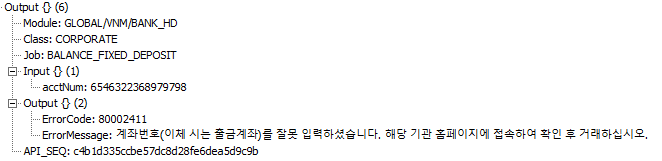 Output {} (6)
Module: GLOBAL/VNM/BANK_HD
Class: CORPORATE
Job: BALANCE_FIXED_DEPOSIT
Input {} (1)
acctNum: 6546322368979798
Output {} (2)
ErrorCode: 80002411
ErrorMessage: 계좌번호(이체 시는 출금계좌)를 잘못 입력하셨습니다. 해당 기관 홈페이지에 접속하여 확인 후 거래하십시오.
API_SEQ: c4b1d335ccbe57dc8d28fe6dea5d9c9b